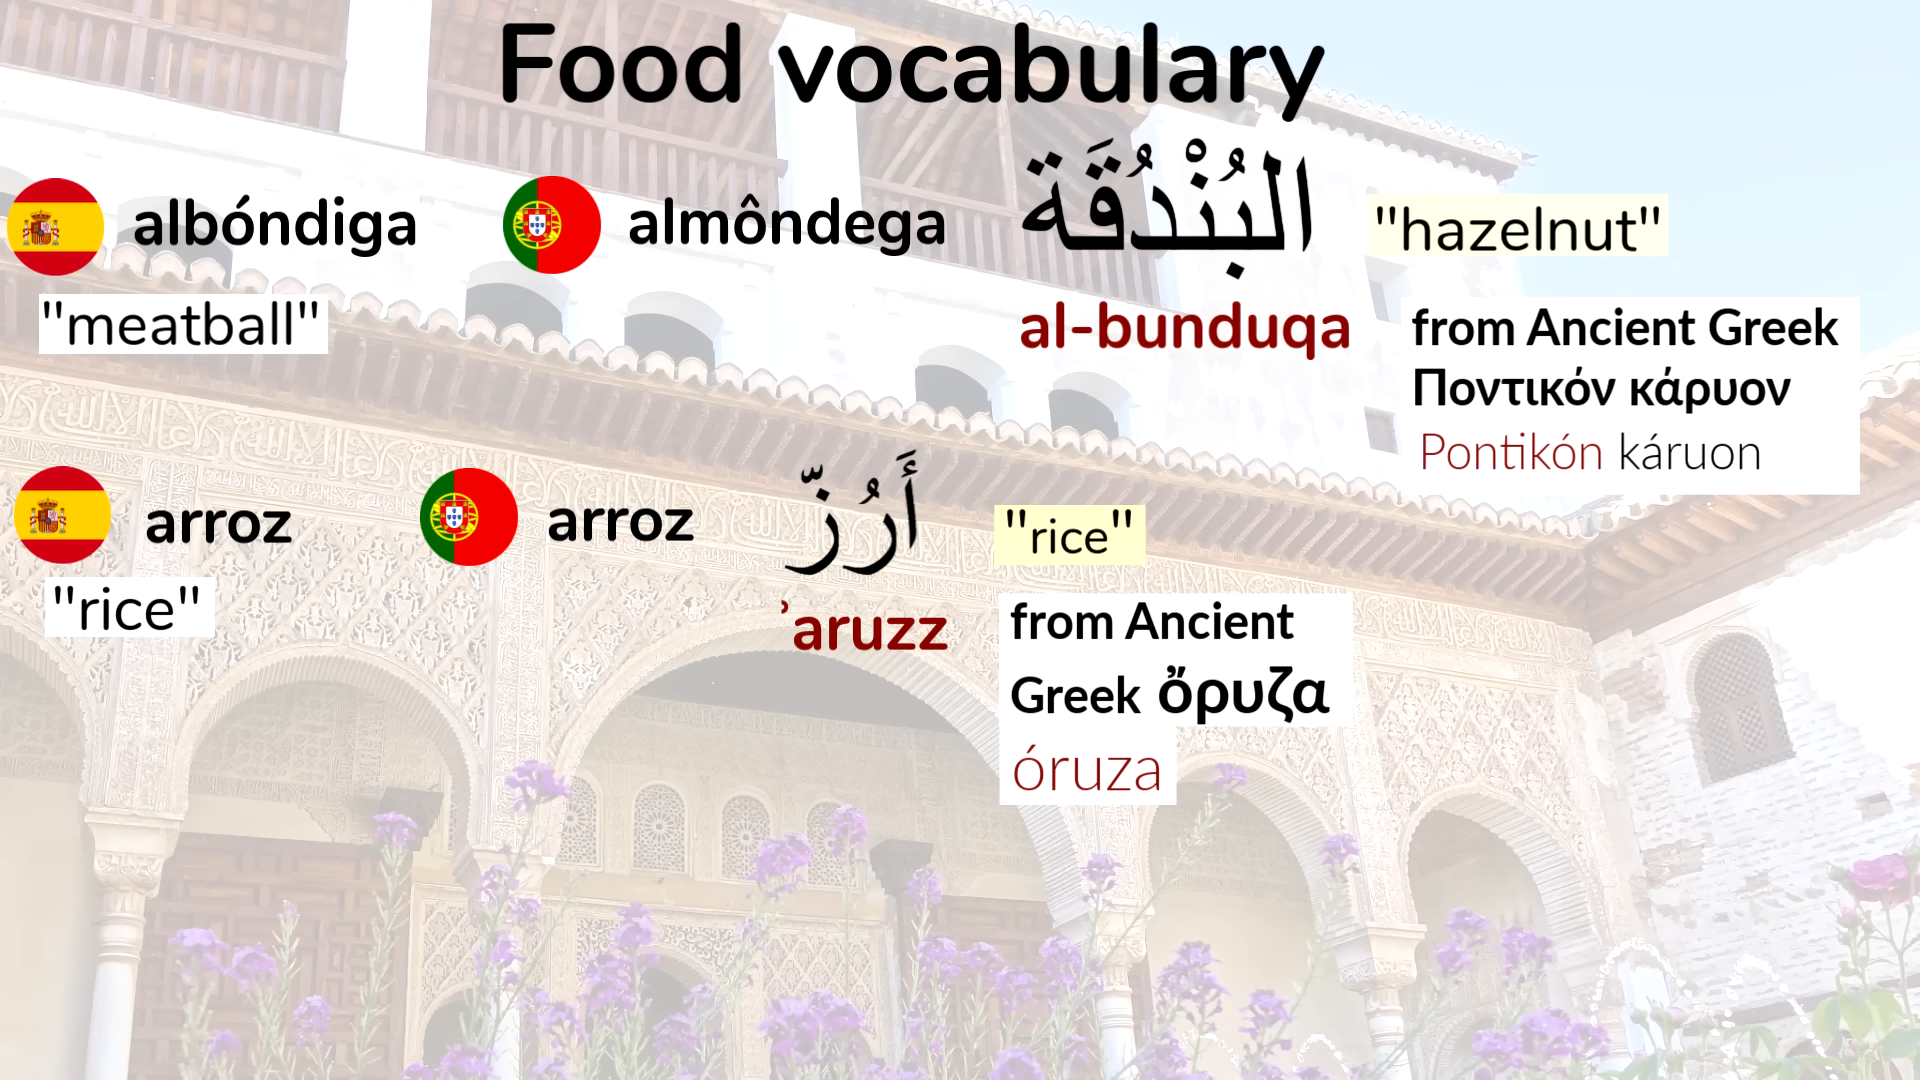 Food vocabulary
albóndiga
almôndega
البُنْدُقَة
"hazelnut"
"meatball"
al-bunduqa
from Ancient Greek
Ποντικόν κάρυον
Pontikón káruon
arroz
arroz
أَرُزّ
"rice"
"rice"
ʾaruzz
from Ancient
Greek ὄρυζα
óruza